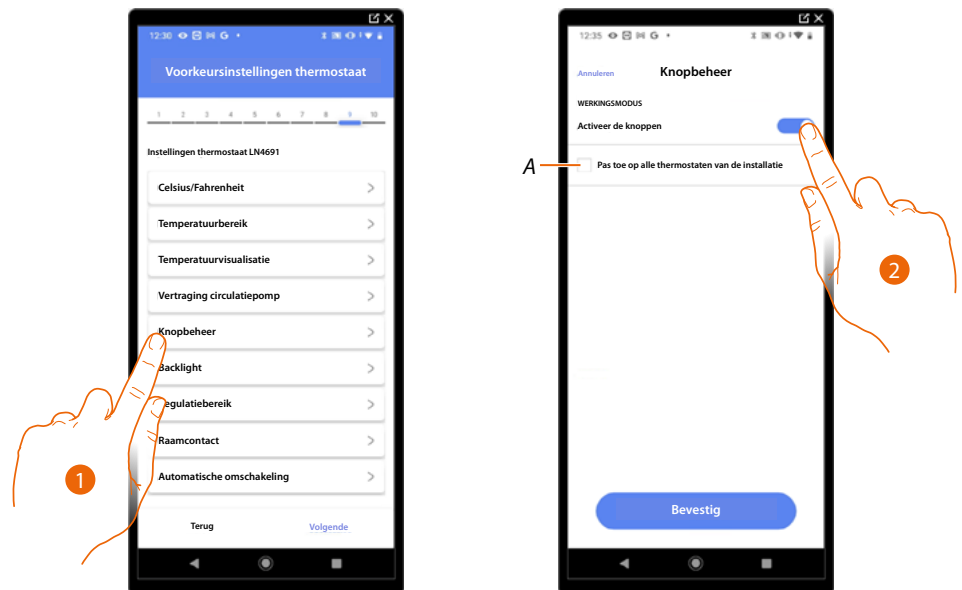 12:30 G
Voorkeursinstellingen thermostaat
1 2 3 4 5 6 7 8 9 10
Instellingen thermostaat LN4691
Celsius/Fahrenheit
Temperatuurbereik
Temperatuurvisualisatie
Vertraging circulatiepomp
Knopbeheer
Backlight
egulatiebereik
Raamcontact
Automatische omschakeling
Terug Volgende
1
12:35 G
Annuleren Knopbeheer
WERKINGSMODUS
Activeer de knoppen
A
Pas toe op alle thermostaten van de installatie
2
Bevestig